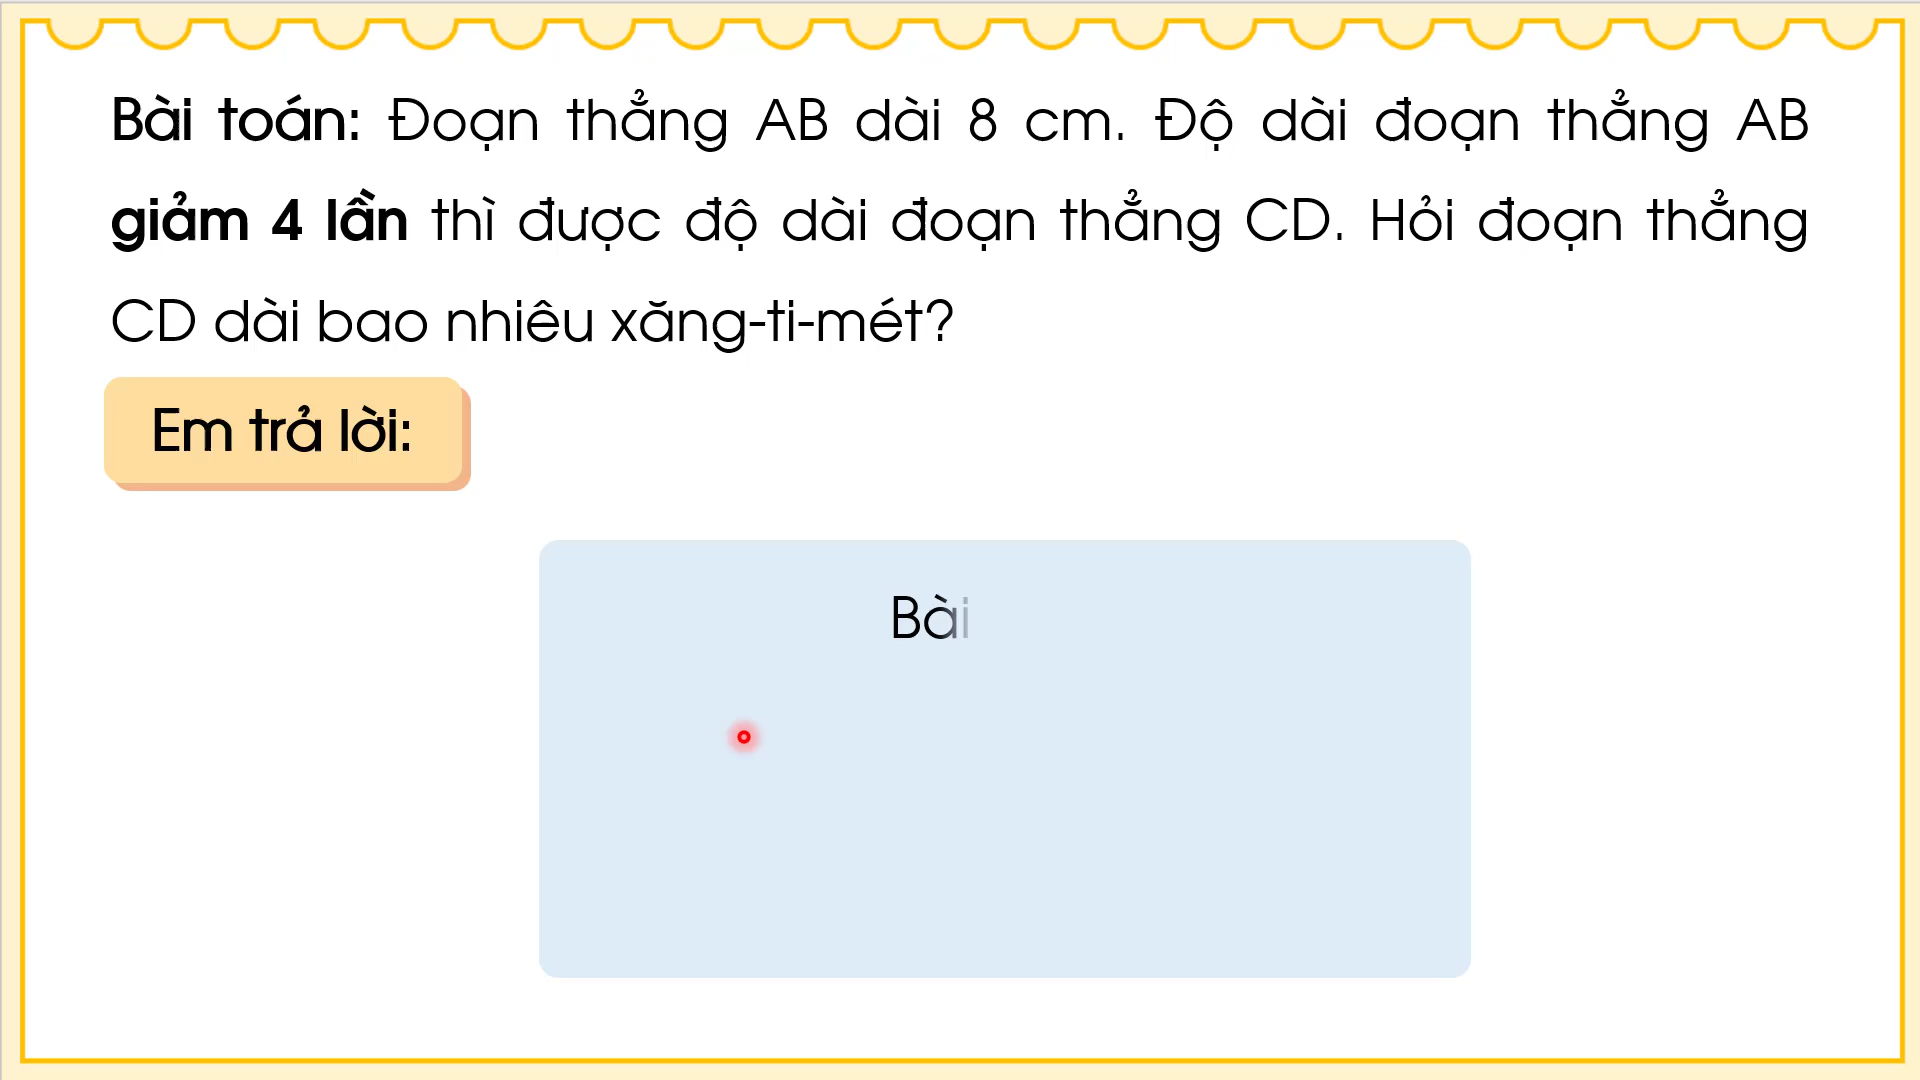 Bài toán: Đoạn thẳng AB dài 8 cm. Độ dài đoạn thẳng AB
giảm 4 lần thì được độ dài đoạn thẳng CD. Hỏi đoạn thẳng
CD dài bao nhiêu xăng-ti-mét?
Em trả lời:
Bài